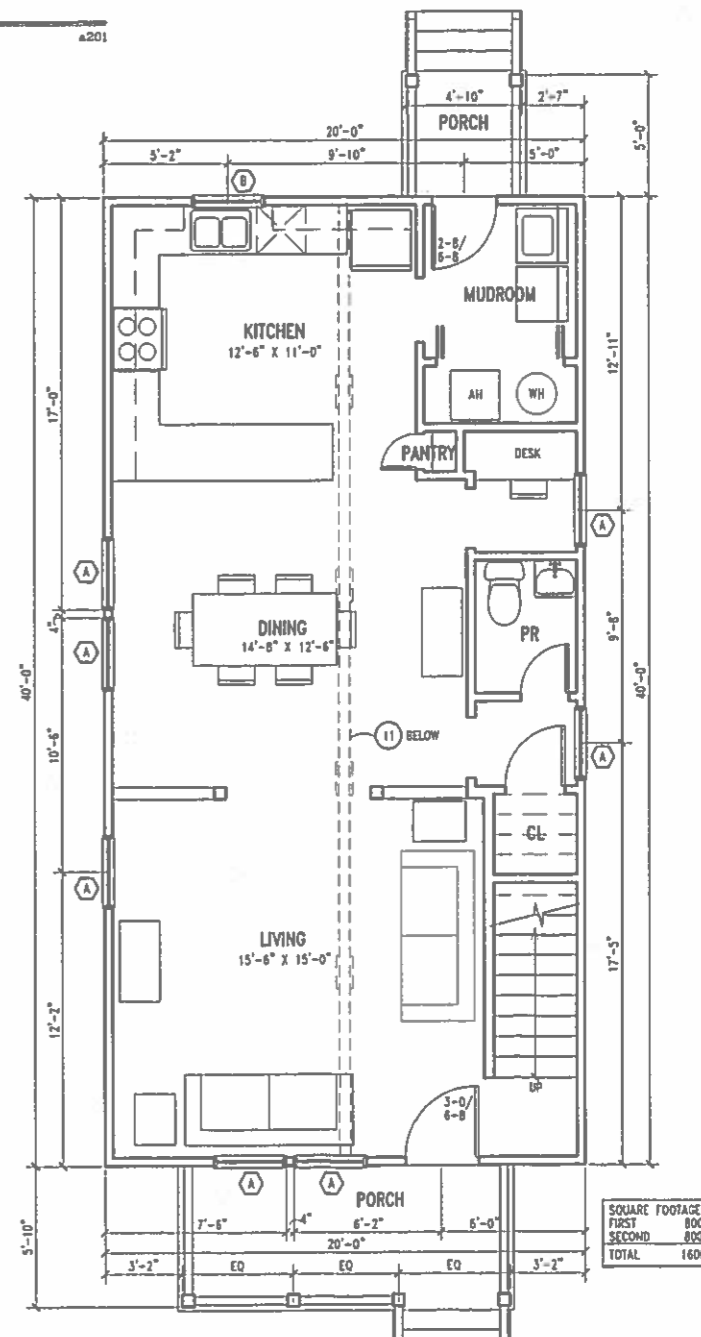 a201
4'-10"
2'-7"
PORCH
20'-0"
5'-0"
5'-2"
9'-10"
5'-0"
B
2-8/
6-8
MUDROOM
KITCHEN
12'-6" X 11'-0"
12'-11"
17'-0"
AH
WH
PANTRY
DESK
A
A
4"
DINING
14'-8" X 12'-6"
PR
9'-8"
A
40'-0"
40'-0"
11
BELOW
10'-6"
A
CL
A
LIVING
15'-6" X 15'-0"
17'-5"
12'-2"
UP
3-0/
6-8
A
A
PORCH
7'-6"
4"
6'-2"
6'-0"
20'-0"
5'-10"
3'-2"
EQ
EQ
EQ
3'-2"
SQUARE FOOTAGE
FIRST 800
SECOND 800
TOTAL 1600